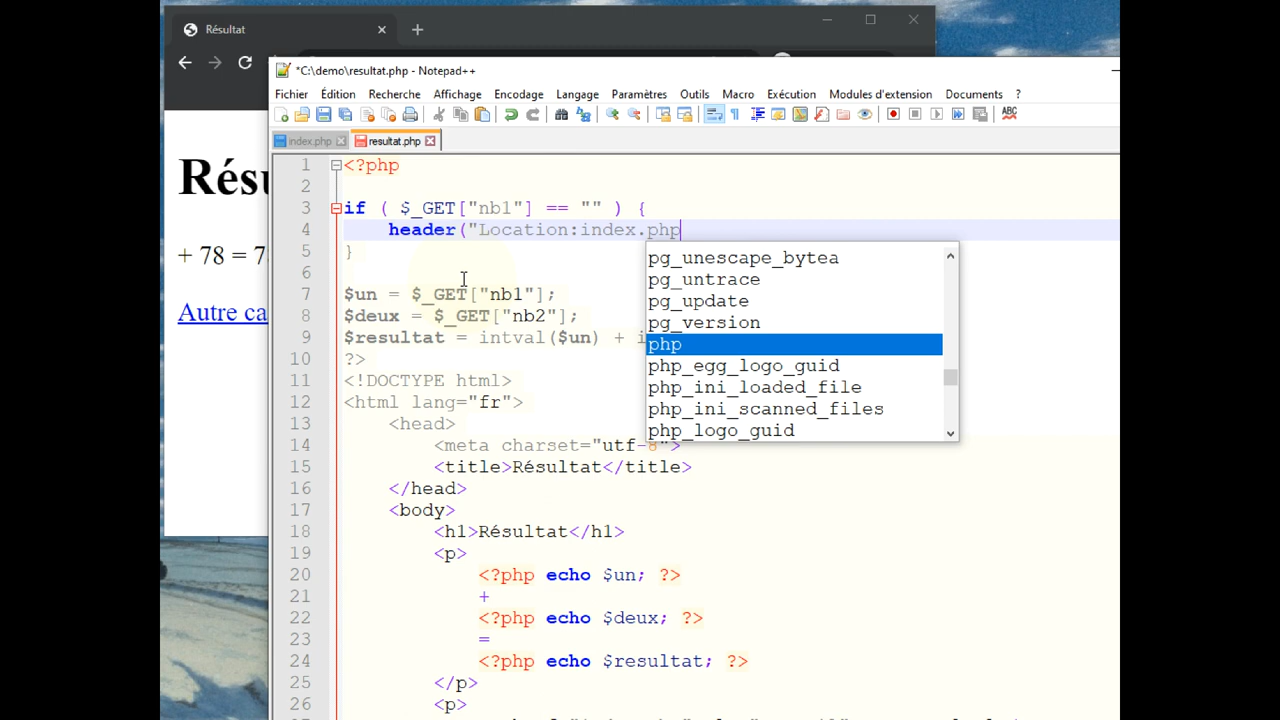 Résultat
*C:\demo\resultat.php - Notepad++
Fichier Édition Recherche Affichage Encodage Langage Paramètres Outils Macro Exécution Modules d'extension Documents ?
index.php resultat.php
1 <?php
2
3 if ( $_GET["nb1"] == "" ) {
4 header("Location:index.php
5 }
6
7 $un = $_GET["nb1"];
8 $deux = $_GET["nb2"];
9 $resultat = intval($un) + i
10 ?>
11 <!DOCTYPE html>
12 <html lang="fr">
13 <head>
14 <meta charset="utf-8">
15 <title>Résultat</title>
16 </head>
17 <body>
18 <h1>Résultat</h1>
19 <p>
20 <?php echo $un; ?>
21 +
22 <?php echo $deux; ?>
23 =
24 <?php echo $resultat; ?>
25 </p>
26 <p>
pg_unescape_bytea
pg_untrace
pg_update
pg_version
php
php_egg_logo_guid
php_ini_loaded_file
php_ini_scanned_files
php_logo_guid
Résu
+ 78 = 7
Autre ca